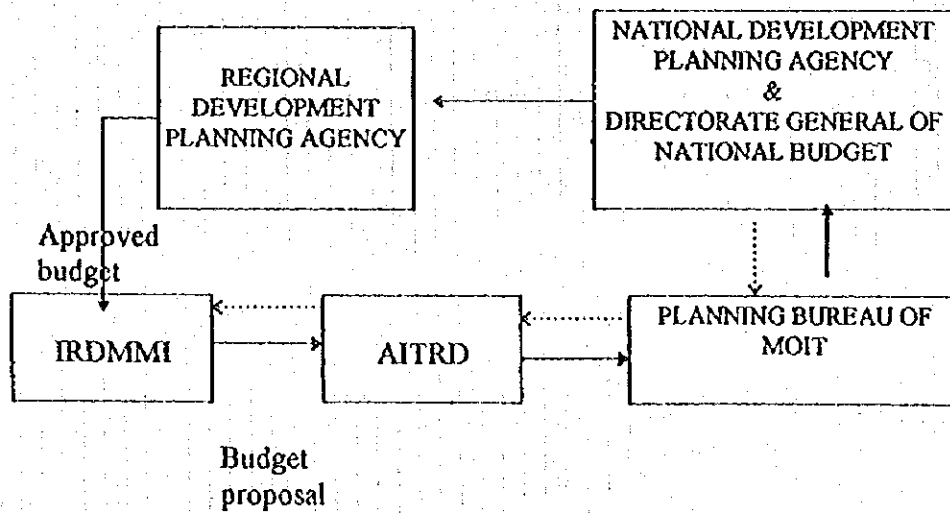 REGIONAL
DEVELOPMENT
PLANNING AGENCY
NATIONAL DEVELOPMENT
PLANNING AGENCY
&
DIRECTORATE GENERAL OF
NATIONAL BUDGET
Approved
budget
IRDMMI
AITRD
PLANNING BUREAU OF
MOIT
Budget
proposal